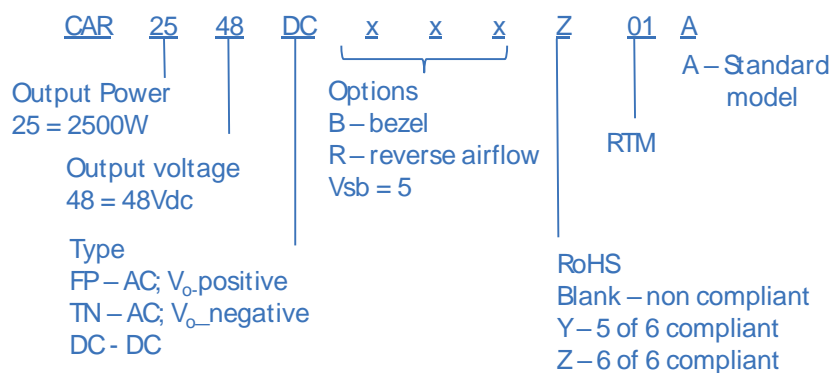 CAR 25 48 DC x x x Z 01 A
A – Standard model
Output Power
25 = 2500W
Options
B – bezel
R – reverse airflow
Vsb = 5
RTM
Output voltage
48 = 48Vdc
Type
FP – AC; Vo-positive
TN – AC; Vo_negative
DC - DC
RoHS
Blank – non compliant
Y – 5 of 6 compliant
Z – 6 of 6 compliant